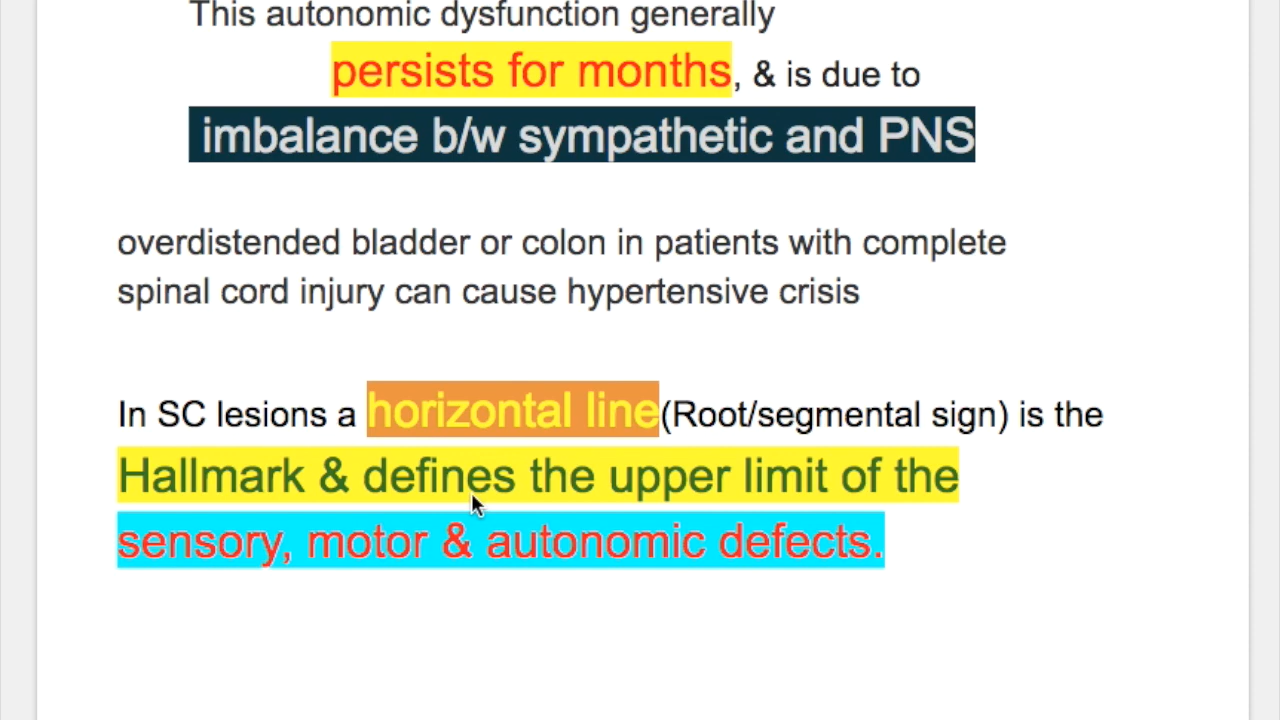 This autonomic dysfunction generally
persists for months, & is due to
imbalance b/w sympathetic and PNS
overdistended bladder or colon in patients with complete
spinal cord injury can cause hypertensive crisis
In SC lesions a horizontal line(Root/segmental sign) is the
Hallmark & defines the upper limit of the
sensory, motor & autonomic defects.